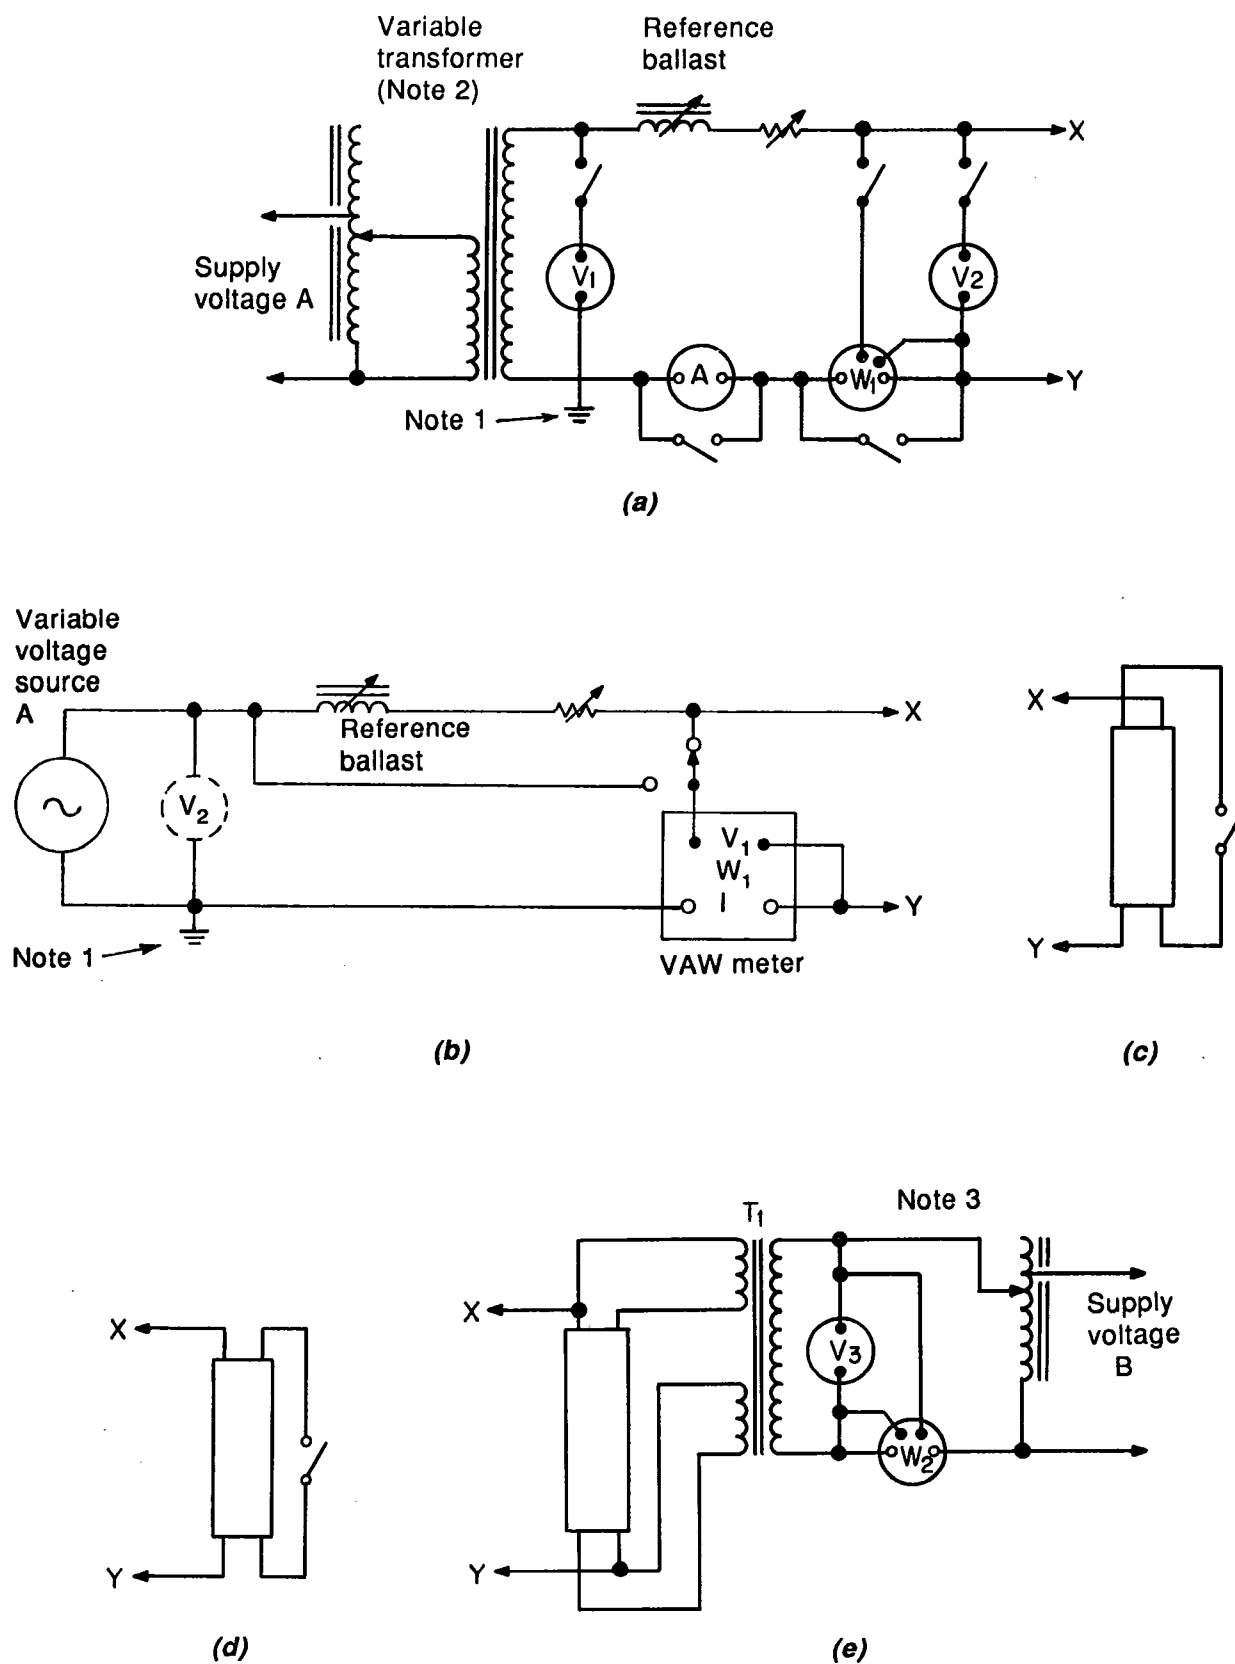 Variable
transformer
(Note 2)
Reference
ballast
X
Supply
voltage A
V1
V2
A
W1
Y
Note 1
(a)
Variable
voltage
source
A
Reference
ballast
X
V2
V1
W1
I
Y
Note 1
VAW meter
(b)
X
Y
(c)
X
Y
(d)
T1
Note 3
X
V3
Supply
voltage
B
W2
Y
(e)